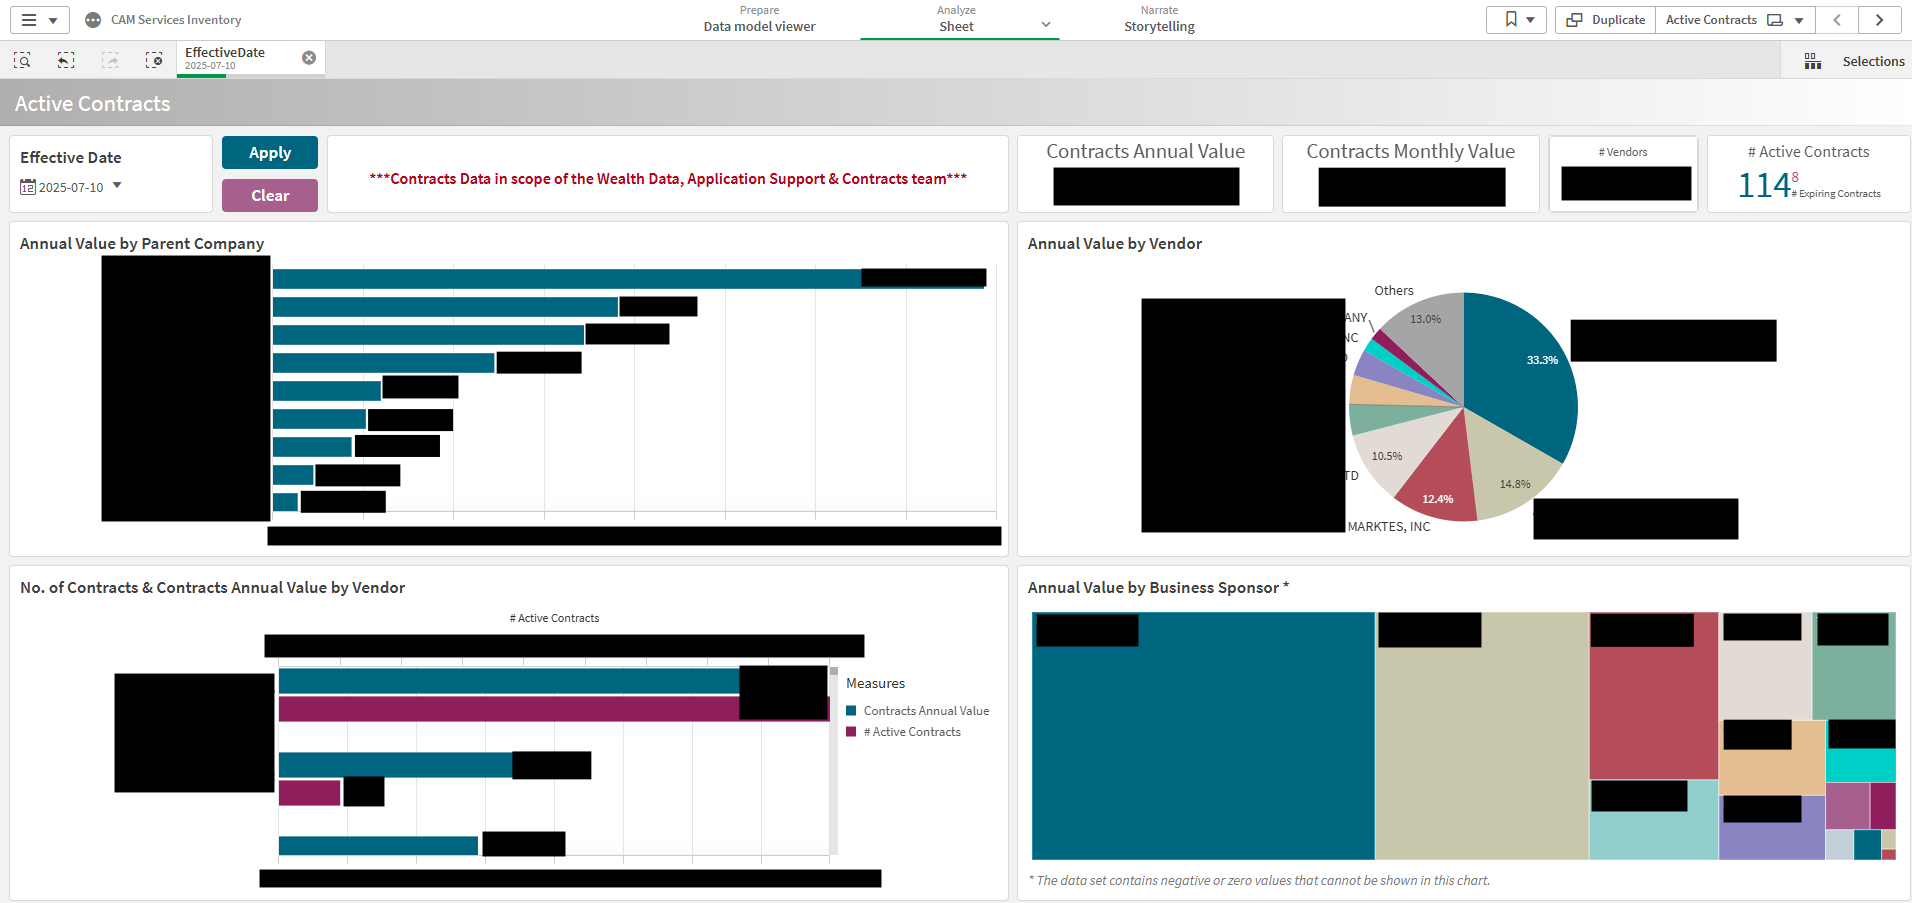 CAM Services Inventory
Prepare
Data model viewer
Analyze
Sheet
Narrate
Storytelling
Duplicate
Active Contracts
EffectiveDate
2025-07-10
Selections
Active Contracts
Effective Date
12 2025-07-10
Apply
Clear
***Contracts Data in scope of the Wealth Data, Application Support & Contracts team***
Contracts Annual Value
Contracts Monthly Value
# Vendors
# Active Contracts
114
8
# Expiring Contracts
Annual Value by Parent Company
Annual Value by Vendor
Others
ANY
NC
TD
MARKTES, INC
13.0%
33.3%
10.5%
14.8%
12.4%
No. of Contracts & Contracts Annual Value by Vendor
# Active Contracts
Measures
Contracts Annual Value
# Active Contracts
Annual Value by Business Sponsor *
* The data set contains negative or zero values that cannot be shown in this chart.